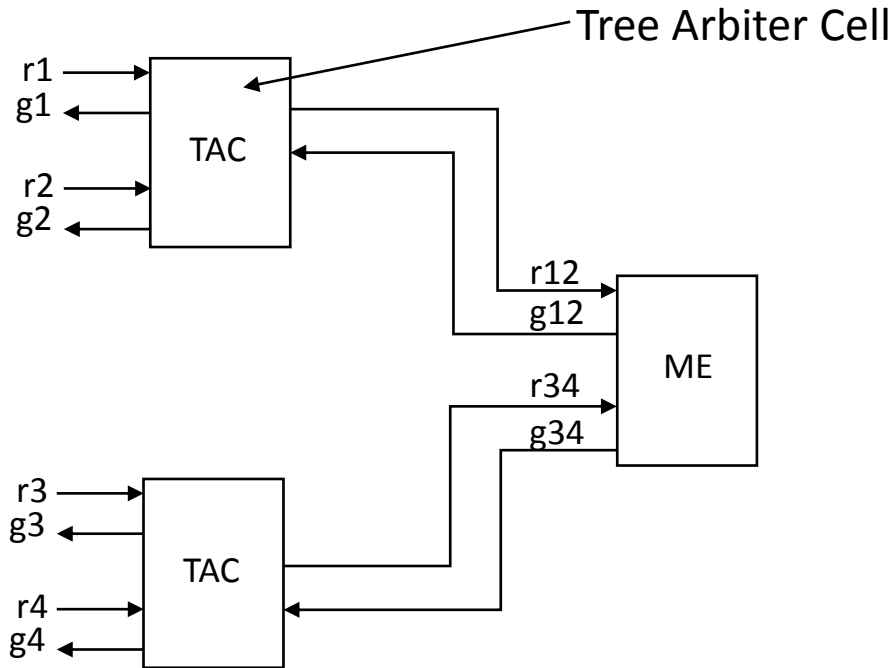 Tree Arbiter Cell
r1
g1
TAC
r2
g2
r12
g12
ME
r34
g34
r3
g3
TAC
r4
g4